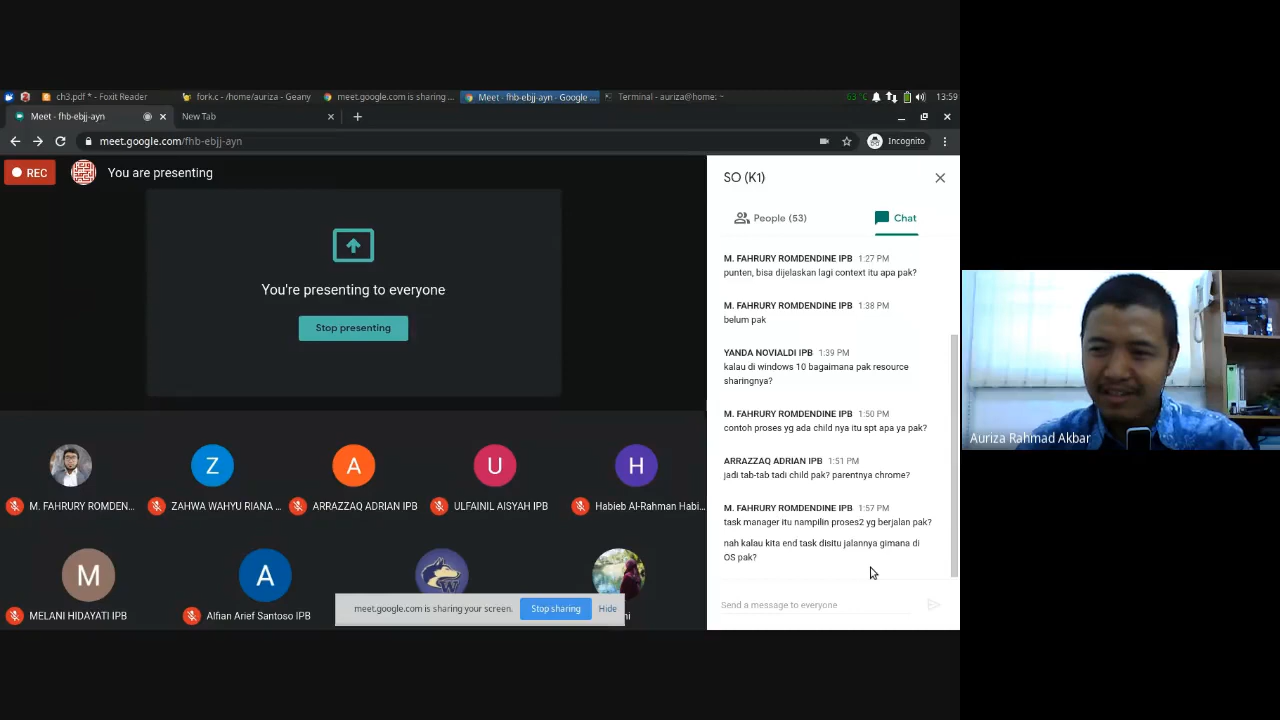 ch3.pdf * - Foxit Reader
fork.c - /home/auriza - Geany
meet.google.com is sharing ...
Meet - fhb-ebjj-ayn - Google ...
Terminal - auriza@home: ~
63°C
13:59
Meet - fhb-ebjj-ayn
New Tab
meet.google.com/fhb-ebjj-ayn
Incognito
REC
You are presenting
You're presenting to everyone
Stop presenting
M. FAHRURY ROMDEN...
ZAHWA WAHYU RIANA ...
ARRAZZAQ ADRIAN IPB
ULFAINIL AISYAH IPB
Habieb Al-Rahman Habi...
Z
A
U
H
M
A
W
MELANI HIDAYATI IPB
Alfian Arief Santoso IPB
meet.google.com is sharing your screen.
Stop sharing
Hide
SO (K1)
People (53)
Chat
M. FAHRURY ROMDENDINE IPB 1:27 PM
punten, bisa dijelaskan lagi context itu apa pak?
M. FAHRURY ROMDENDINE IPB 1:38 PM
belum pak
YANDA NOVIALDI IPB 1:39 PM
kalau di windows 10 bagaimana pak resource
sharingnya?
M. FAHRURY ROMDENDINE IPB 1:50 PM
contoh proses yg ada child nya itu spt apa ya pak?
ARRAZZAQ ADRIAN IPB 1:51 PM
jadi tab-tab tadi child pak? parentnya chrome?
M. FAHRURY ROMDENDINE IPB 1:57 PM
task manager itu nampilin proses2 yg berjalan pak?
nah kalau kita end task disitu jalannya gimana di
OS pak?
Send a message to everyone
Auriza Rahmad Akbar